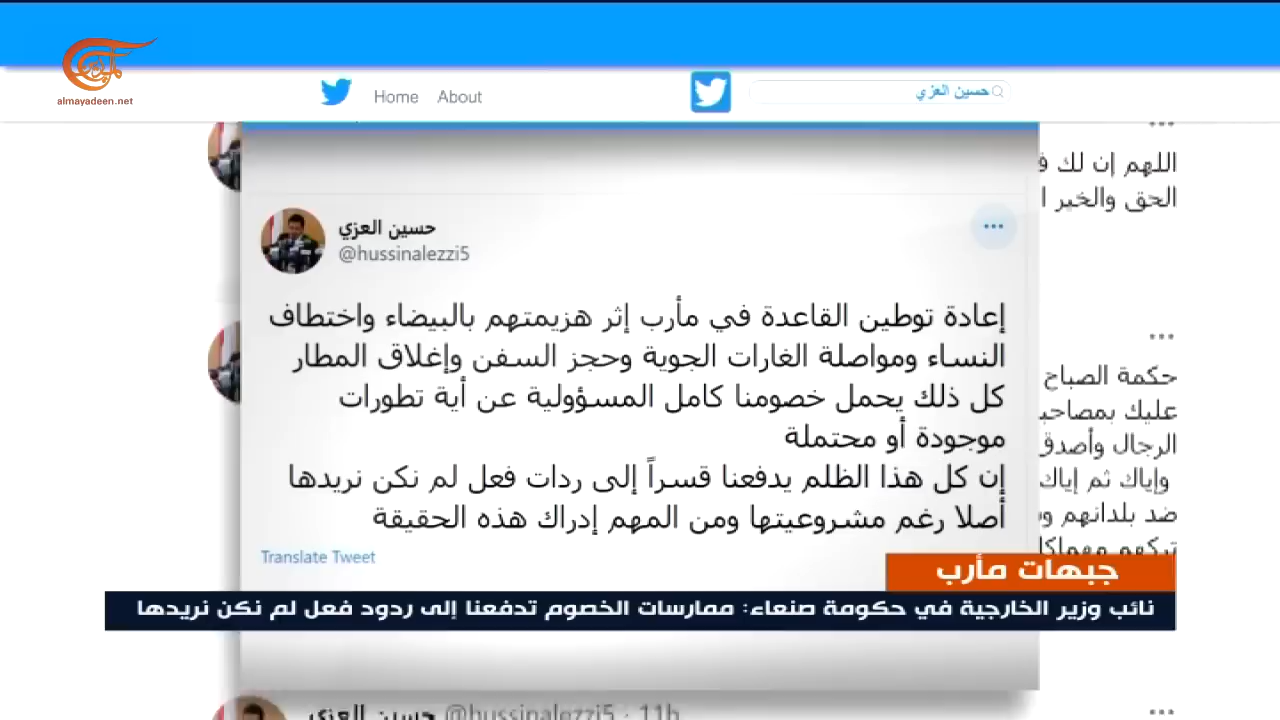 almayadeen.net
Home About
حسين العزي
حسين العزي
@hussinalezzi5
إعادة توطين القاعدة في مأرب إثر هزيمتهم بالبيضاء واختطاف
النساء ومواصلة الغارات الجوية وحجز السفن وإغلاق المطار
كل ذلك يحمل خصومنا كامل المسؤولية عن أية تطورات
موجودة أو محتملة
إن كل هذا الظلم يدفعنا قسراً إلى ردات فعل لم نكن نريدها
أصلا رغم مشروعيتها ومن المهم إدراك هذه الحقيقة
Translate Tweet
اللهم إن لك
الحق والخير
حكمة الصباح
عليك
الرجال وأصدق
وإياك ثم إياك
ضد بلدانهم
تركهم
جبهات مأرب
نائب وزير الخارجية في حكومة صنعاء: ممارسات الخصوم تدفعنا إلى ردود فعل لم نكن نريدها
حسين العزي @hussinalezzi5 · 11h